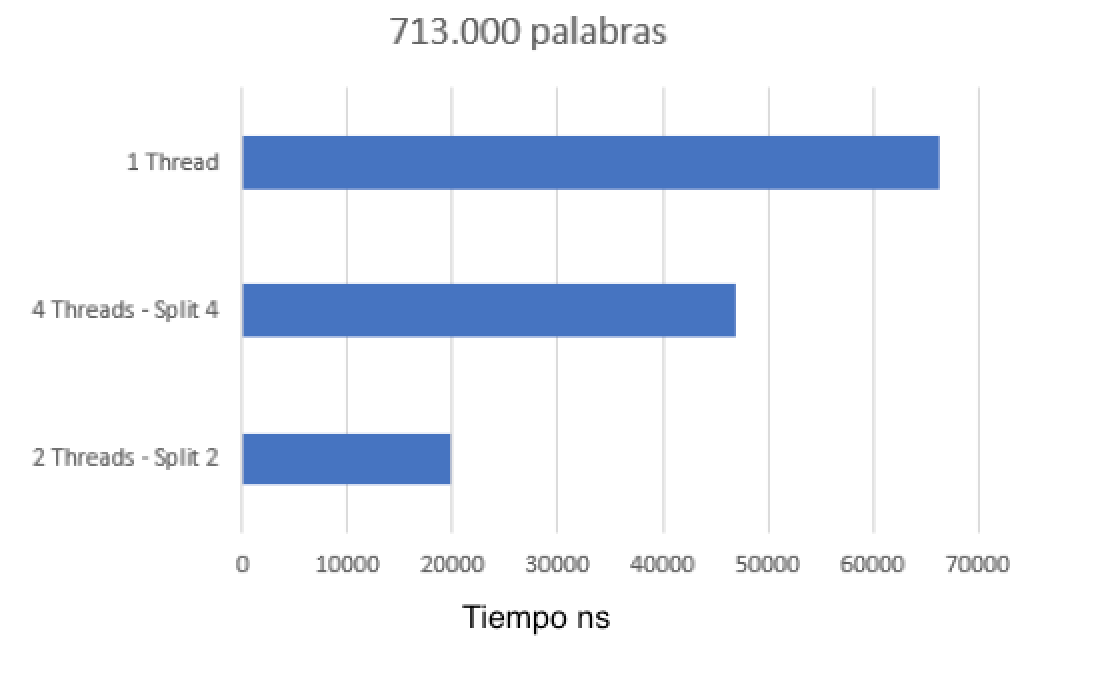 713.000 palabras
1 Thread
4 Threads - Split 4
2 Threads - Split 2
0 10000 20000 30000 40000 50000 60000 70000
Tiempo ns